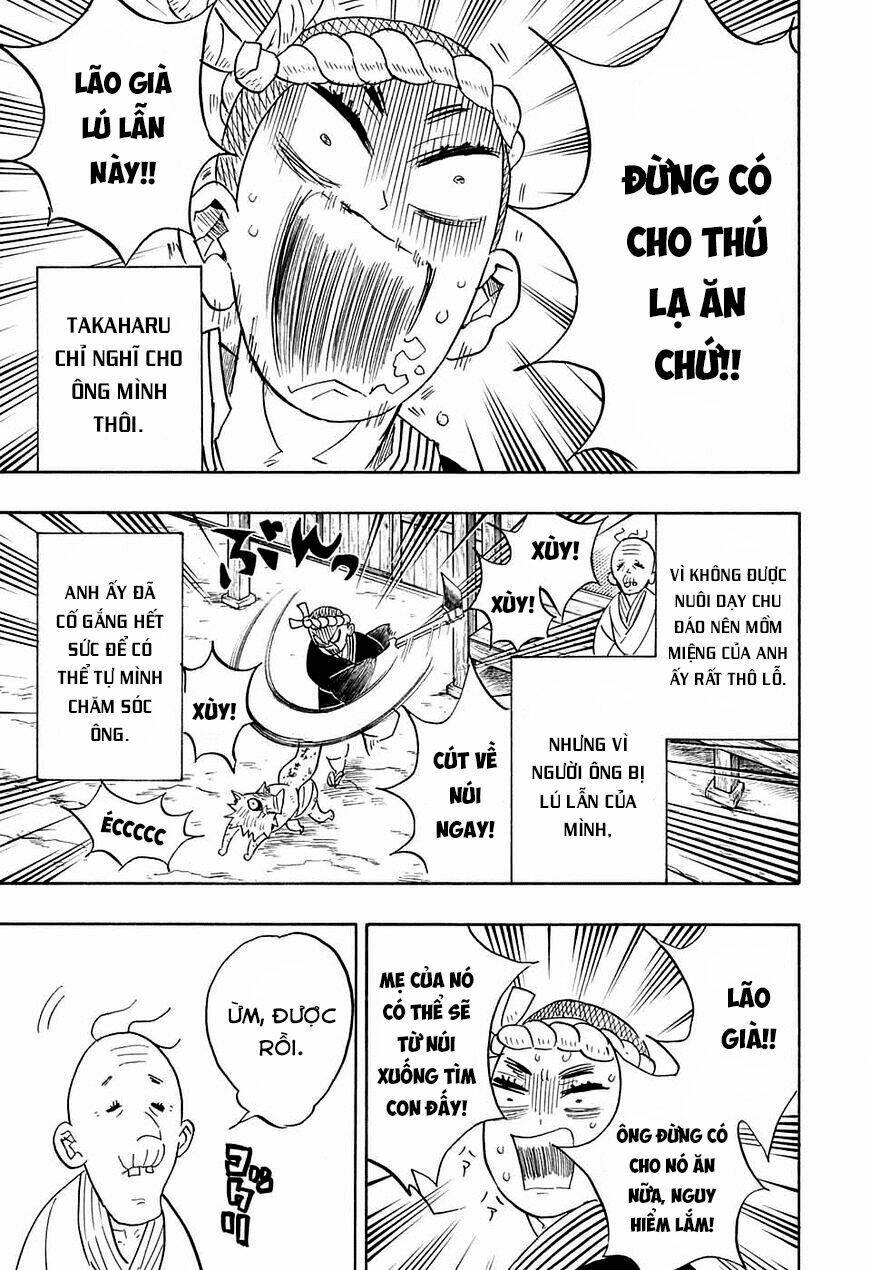 ĐỪNG CÓ
CHO THÚ
LẠ ĂN
CHỨ!!
LÃO GIÀ
LÚ LẪN
NÀY!!
TAKAHARU
CHỈ NGHĨ CHO
ÔNG MÌNH
THÔI.
VÌ KHÔNG ĐƯỢC
NUÔI DẠY CHU
ĐÁO NÊN MỒM
MIỆNG CỦA ANH
ẤY RẤT THÔ LỖ.
XÙY!
XÙY!
NHƯNG VÌ
NGƯỜI ÔNG BỊ
LÚ LẪN CỦA
MÌNH,
ぶんっ
CÚT VỀ
NÚI
NGAY!
XÙY!
ÉCCCCC
ANH ẤY ĐÃ
CỐ GẮNG HẾT
SỨC ĐỂ CÓ
THỂ TỰ MÌNH
CHĂM SÓC
ÔNG.
LÃO
GIÀ!!
MẸ CỦA NÓ
CÓ THỂ SẼ
TỪ NÚI
XUỐNG TÌM
CON ĐẤY!
ÔNG ĐỪNG CÓ
CHO NÓ ĂN
NỮA, NGUY
HIỂM LẮM!
ỪM, ĐƯỢC
RỒI.